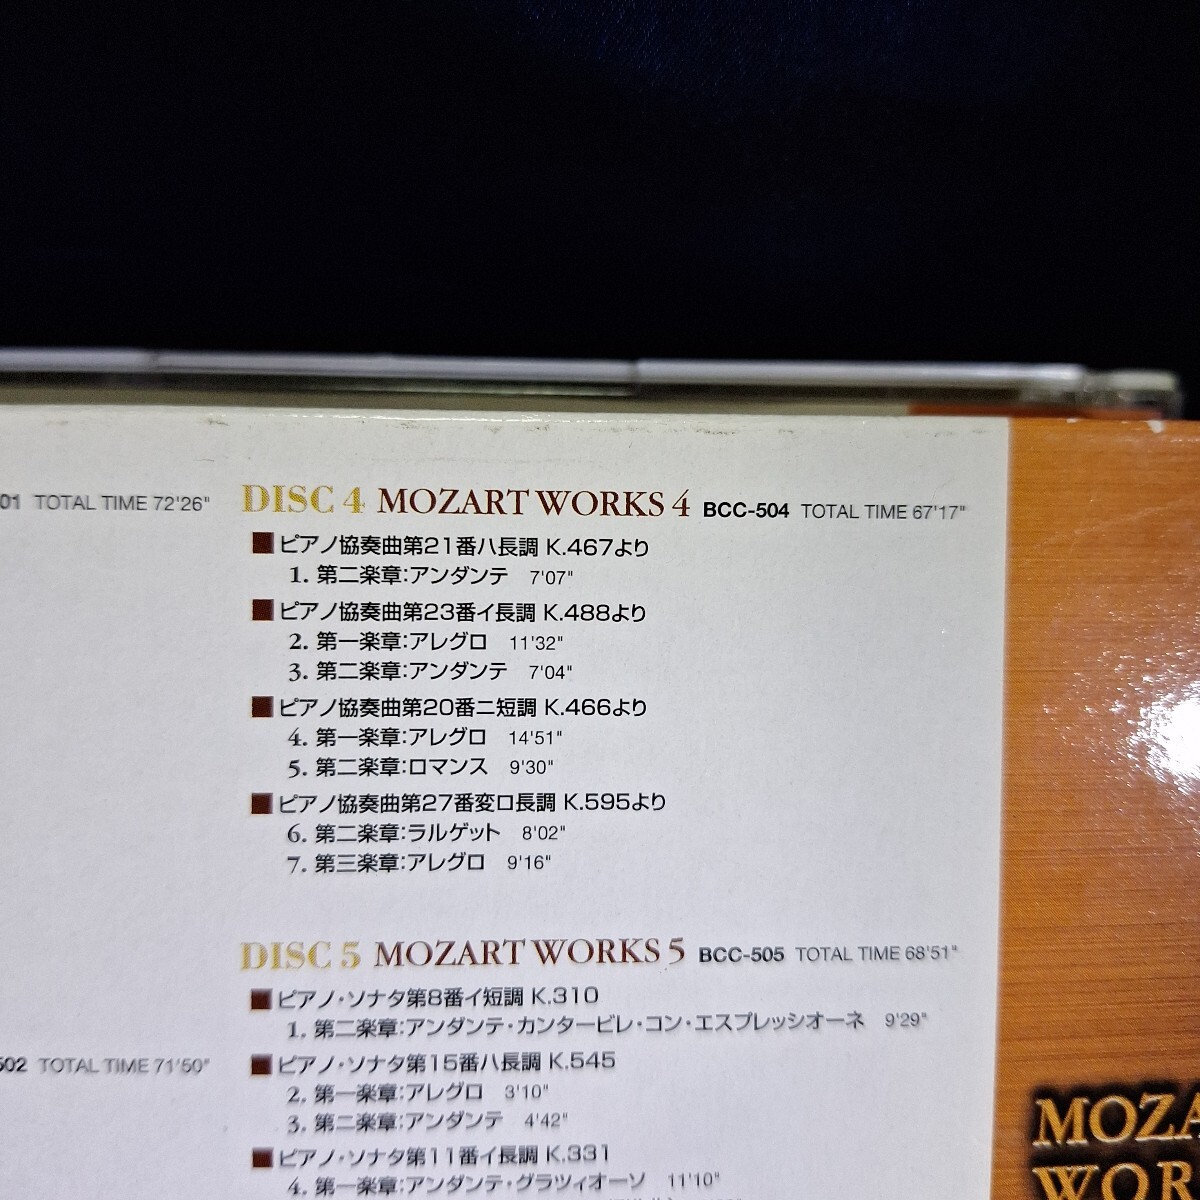 01 TOTAL TIME 72'26"
502 TOTAL TIME 71'50"
DISC 4 MOZART WORKS 4 BCC-504 TOTAL TIME 67'17"
■ピアノ協奏曲第21番ハ長調 K.467より
1. 第二楽章:アンダンテ 7'07"
■ピアノ協奏曲第23番イ長調 K.488より
2. 第一楽章:アレグロ 11'32"
3. 第二楽章:アンダンテ 7'04"
■ピアノ協奏曲第20番ニ短調 K.466より
4. 第一楽章:アレグロ 14'51"
5. 第二楽章:ロマンス 9'30"
■ピアノ協奏曲第27番変ロ長調 K.595より
6. 第二楽章:ラルゲット 8'02"
7. 第三楽章:アレグロ 9'16"
DISC 5 MOZART WORKS 5 BCC-505 TOTAL TIME 68'51"
■ピアノ・ソナタ第8番イ短調 K.310
1. 第二楽章:アンダンテ・カンタービレ・コン・エスプレッシオーネ 9'29"
■ピアノ・ソナタ第15番ハ長調 K.545
2. 第一楽章:アレグロ 3'10"
3. 第二楽章:アンダンテ 4'42"
■ピアノ・ソナタ第11番イ長調 K.331
4. 第一楽章:アンダンテ・グラツィオーソ 11'10"
MOZA
WOR